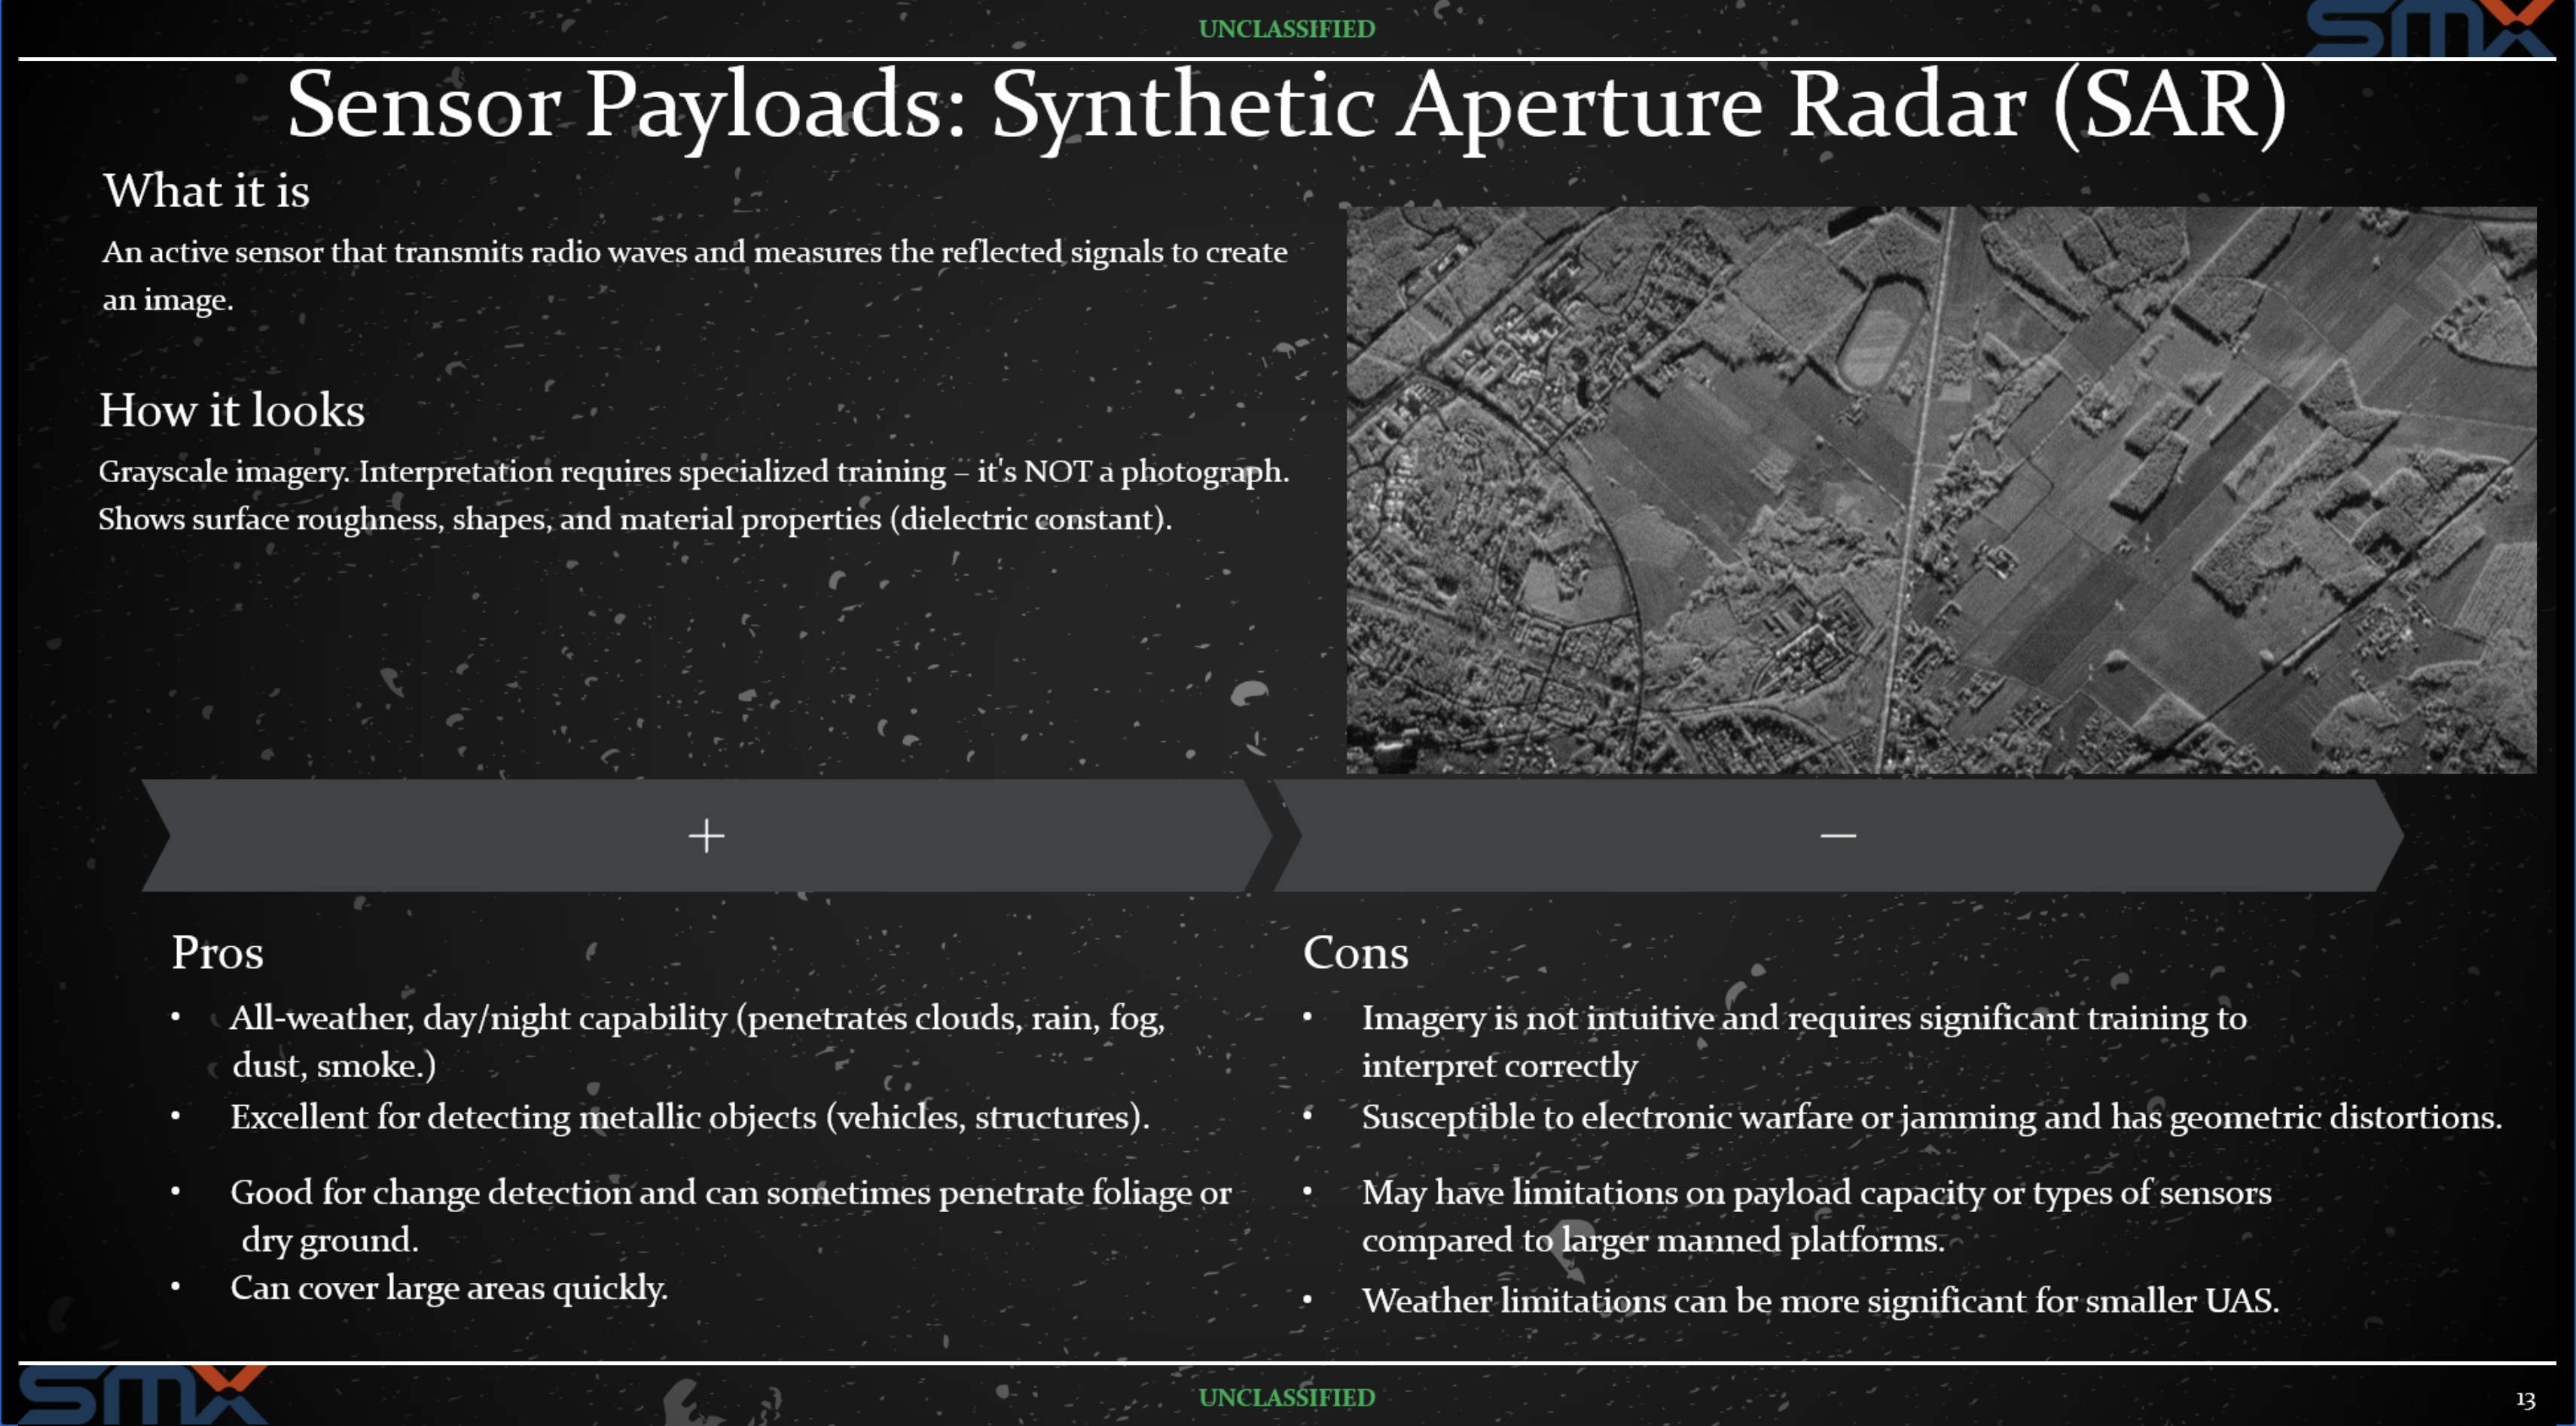 UNCLASSIFIED
SMX
Sensor Payloads: Synthetic Aperture Radar (SAR)
What it is
An active sensor that transmits radio waves and measures the reflected signals to create
an image.
How it looks
Grayscale imagery. Interpretation requires specialized training – it's NOT a photograph.
Shows surface roughness, shapes, and material properties (dielectric constant).
+
–
Pros
• All-weather, day/night capability (penetrates clouds, rain, fog,
dust, smoke.)
• Excellent for detecting metallic objects (vehicles, structures).
• Good for change detection and can sometimes penetrate foliage or
dry ground.
• Can cover large areas quickly.
Cons
• Imagery is not intuitive and requires significant training to
interpret correctly
• Susceptible to electronic warfare or jamming and has geometric distortions.
• May have limitations on payload capacity or types of sensors
compared to larger manned platforms.
• Weather limitations can be more significant for smaller UAS.
SMX
UNCLASSIFIED
13